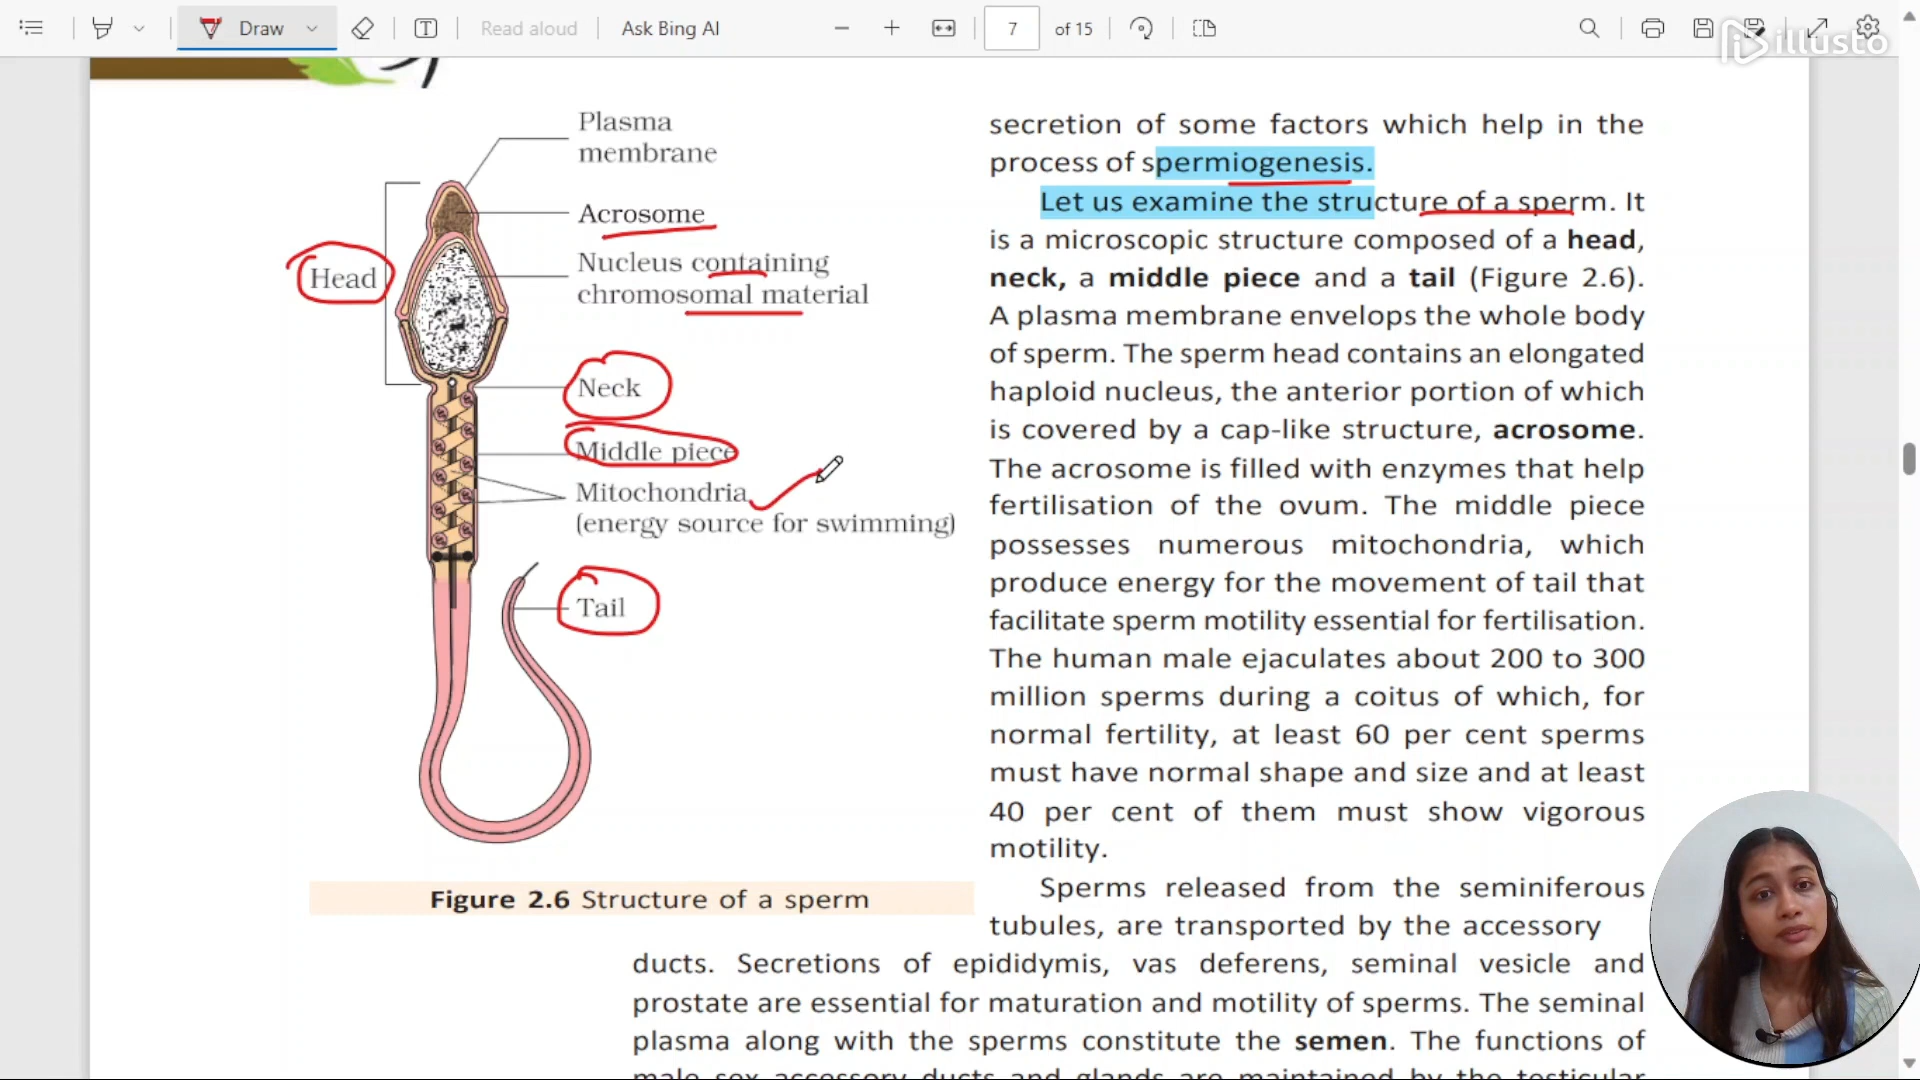 Draw
Read aloud
Ask Bing AI
7
of 15
illusto
Plasma
membrane
Acrosome
Nucleus containing
chromosomal material
Head
Neck
Middle piece
Mitochondria
(energy source for swimming)
Tail
Figure 2.6 Structure of a sperm
secretion of some factors which help in the
process of spermiogenesis.
Let us examine the structure of a sperm. It
is a microscopic structure composed of a head,
neck, a middle piece and a tail (Figure 2.6).
A plasma membrane envelops the whole body
of sperm. The sperm head contains an elongated
haploid nucleus, the anterior portion of which
is covered by a cap-like structure, acrosome.
The acrosome is filled with enzymes that help
fertilisation of the ovum. The middle piece
possesses numerous mitochondria, which
produce energy for the movement of tail that
facilitate sperm motility essential for fertilisation.
The human male ejaculates about 200 to 300
million sperms during a coitus of which, for
normal fertility, at least 60 per cent sperms
must have normal shape and size and at least
40 per cent of them must show vigorous
motility.
Sperms released from the seminiferous
tubules, are transported by the accessory
ducts. Secretions of epididymis, vas deferens, seminal vesicle and
prostate are essential for maturation and motility of sperms. The seminal
plasma along with the sperms constitute the semen. The functions of
male sex accessory ducts and glands are maintained by the testicular